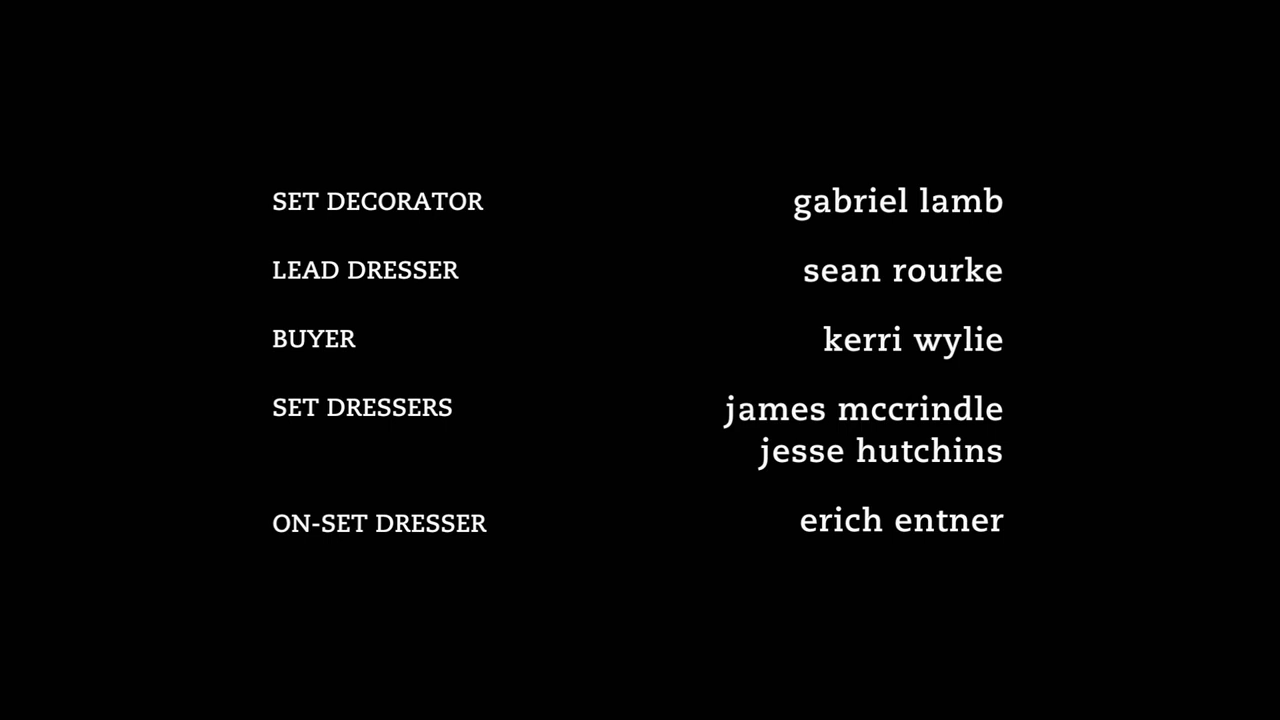 SET DECORATOR gabriel lamb
LEAD DRESSER sean rourke
BUYER kerri wylie
SET DRESSERS james mccrindle
jesse hutchins
ON-SET DRESSER erich entner